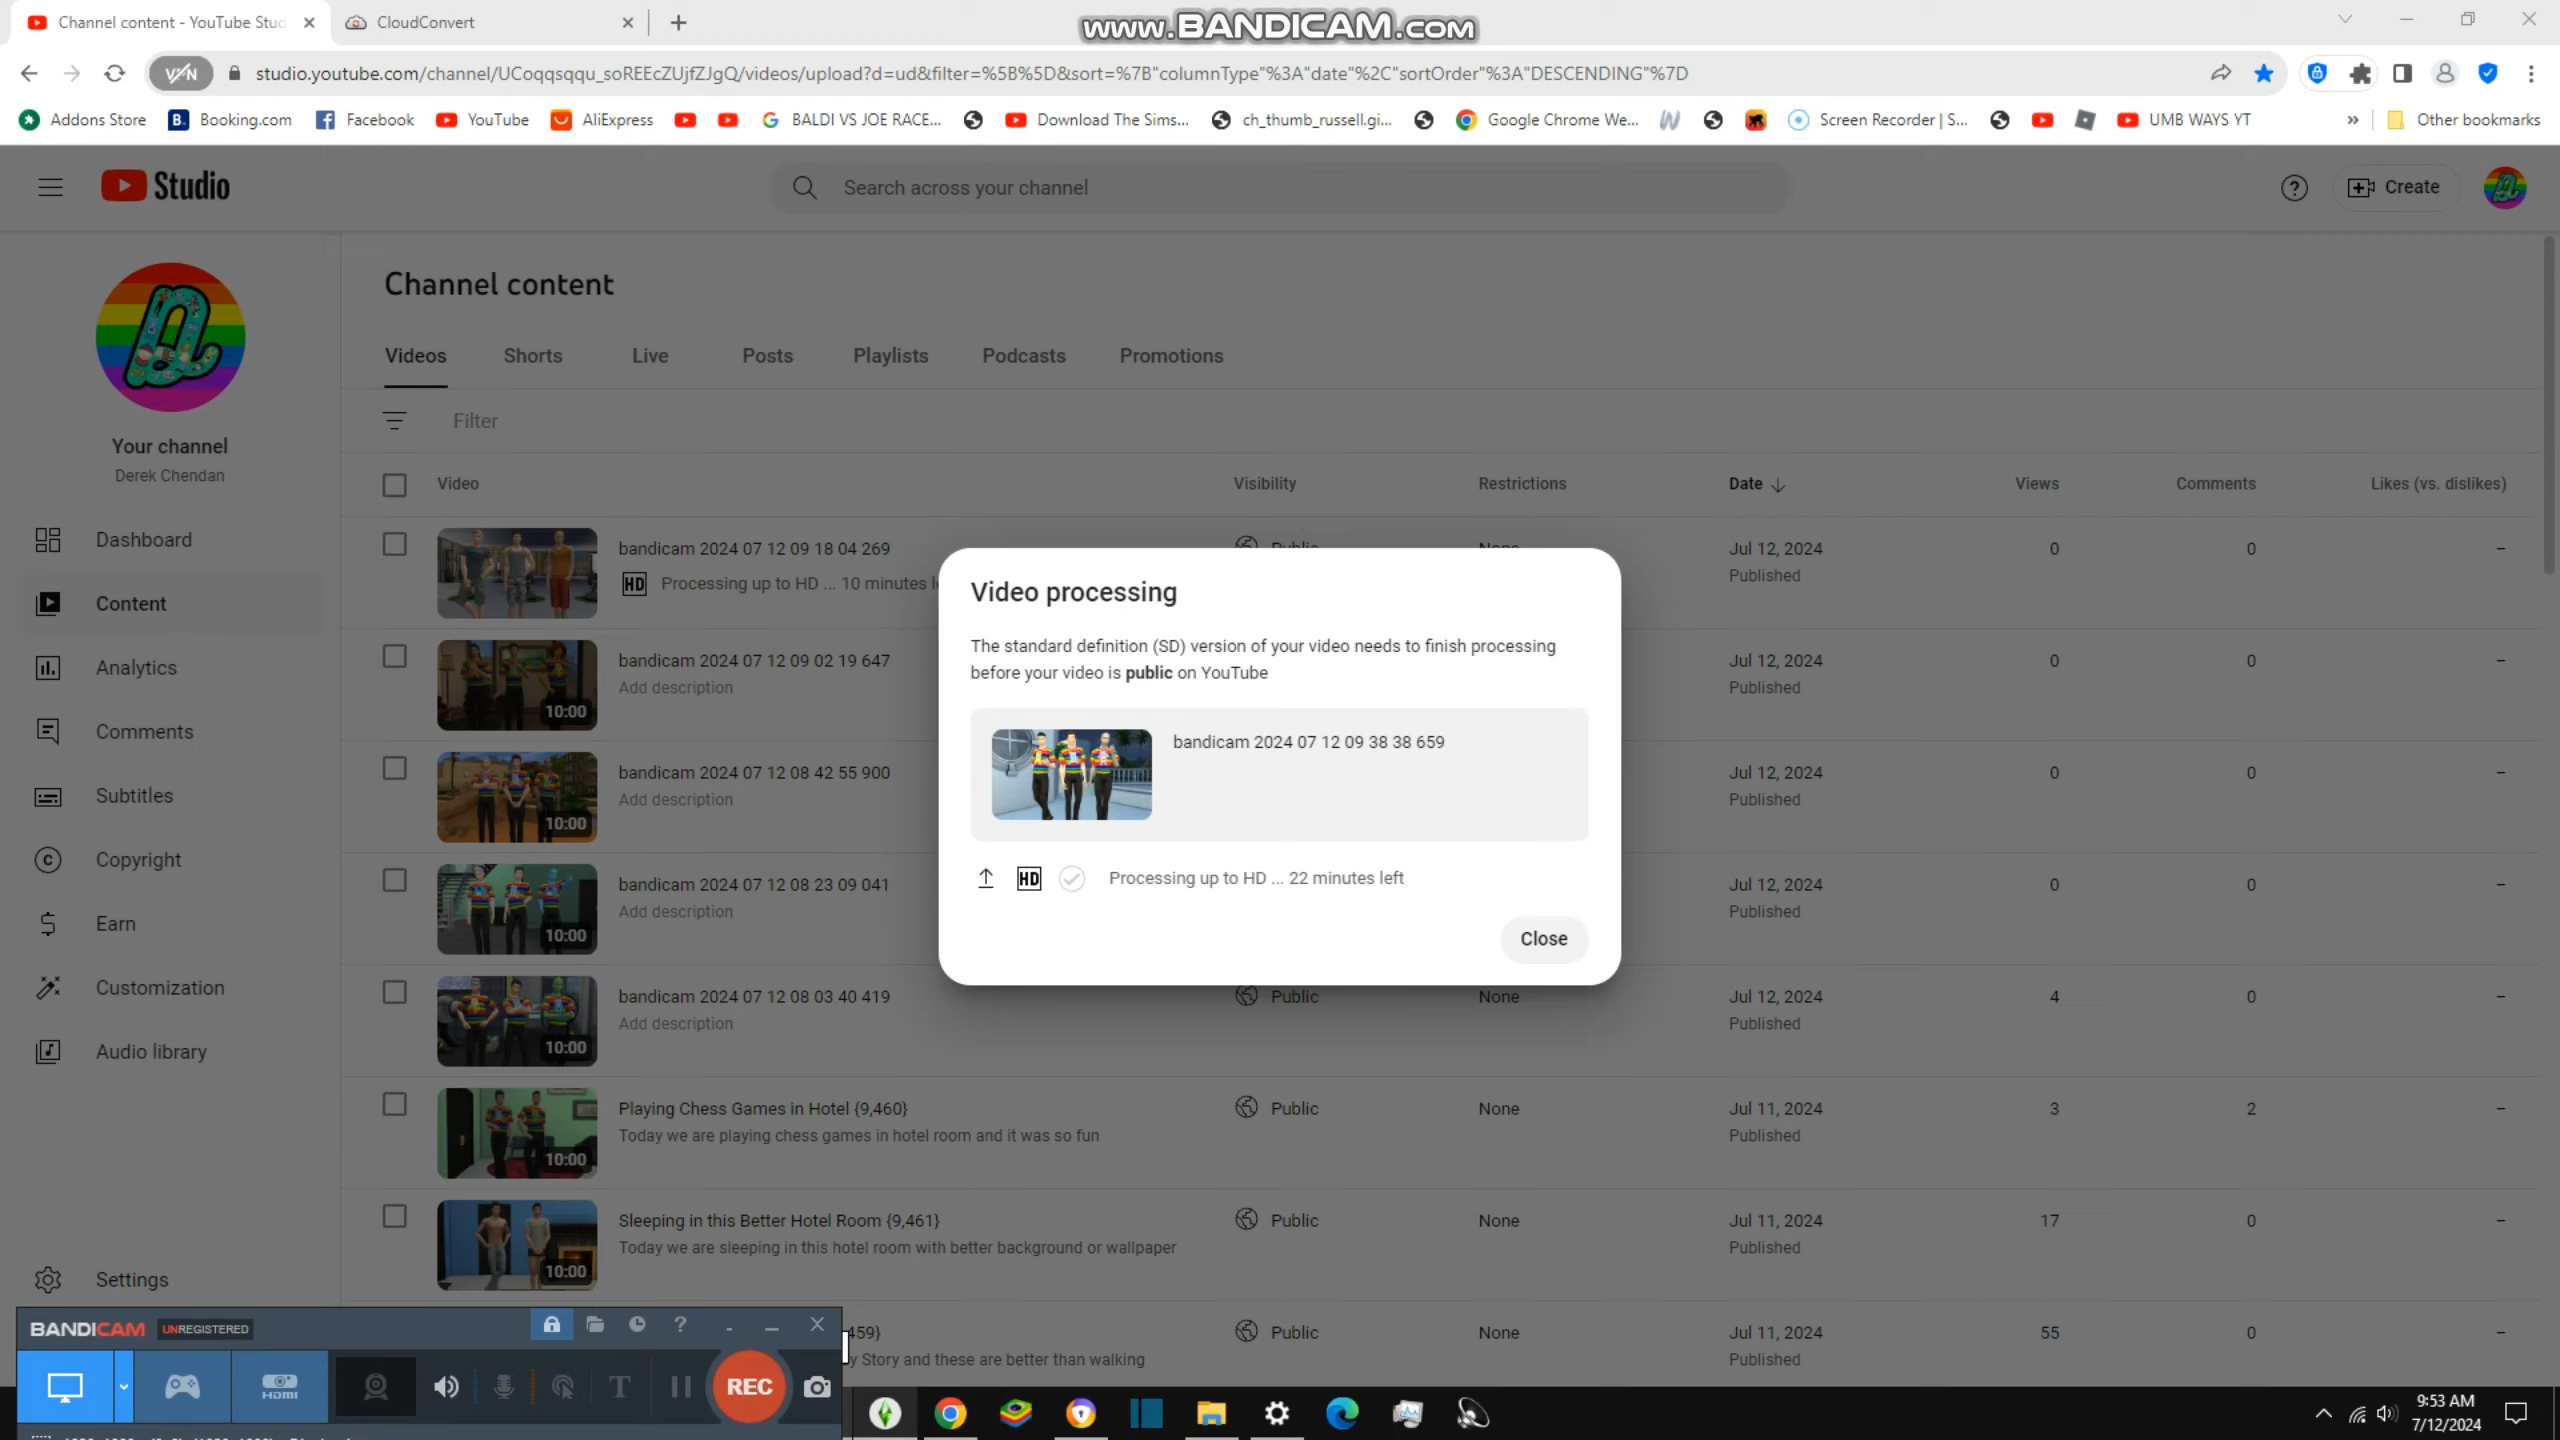 Channel content - YouTube Stud
CloudConvert
www.BANDICAM.com
VPN
studio.youtube.com/channel/UCoqqsqqu_soREEcZUjfZJgQ/videos/upload?d=ud&filter=%5B%5D&sort=%7B"columnType"%3A"date"%2C"sortOrder"%3A"DESCENDING"%7D
Addons Store
Booking.com
Facebook
YouTube
AliExpress
BALDI VS JOE RACE...
Download The Sims...
ch_thumb_russell.gi...
Google Chrome We...
Screen Recorder | S...
UMB WAYS YT
»
Other bookmarks
Studio
Search across your channel
Create
Channel content
Videos
Shorts
Live
Posts
Playlists
Podcasts
Promotions
Filter
Your channel
Derek Chendan
Dashboard
Content
Analytics
Comments
Subtitles
Copyright
Earn
Customization
Audio library
Settings
Video
Visibility
Restrictions
Date
Views
Comments
Likes (vs. dislikes)
bandicam 2024 07 12 09 18 04 269
Public
None
Jul 12, 2024
0
0
–
HD Processing up to HD ... 10 minutes l
Published
bandicam 2024 07 12 09 02 19 647
Jul 12, 2024
0
0
–
Add description
Published
10:00
bandicam 2024 07 12 08 42 55 900
Jul 12, 2024
0
0
–
Add description
Published
10:00
bandicam 2024 07 12 08 23 09 041
Jul 12, 2024
0
0
–
Add description
Published
10:00
bandicam 2024 07 12 08 03 40 419
Public
None
Jul 12, 2024
4
0
–
Add description
Published
10:00
Playing Chess Games in Hotel {9,460}
Public
None
Jul 11, 2024
3
2
–
Today we are playing chess games in hotel room and it was so fun
Published
10:00
Sleeping in this Better Hotel Room {9,461}
Public
None
Jul 11, 2024
17
0
–
Today we are sleeping in this hotel room with better background or wallpaper
Published
10:00
459}
Public
None
Jul 11, 2024
55
0
–
y Story and these are better than walking
Published
Video processing
The standard definition (SD) version of your video needs to finish processing
before your video is public on YouTube
bandicam 2024 07 12 09 38 38 659
HD
Processing up to HD ... 22 minutes left
Close
BANDICAM UNREGISTERED
HDMI
T
REC
9:53 AM
7/12/2024